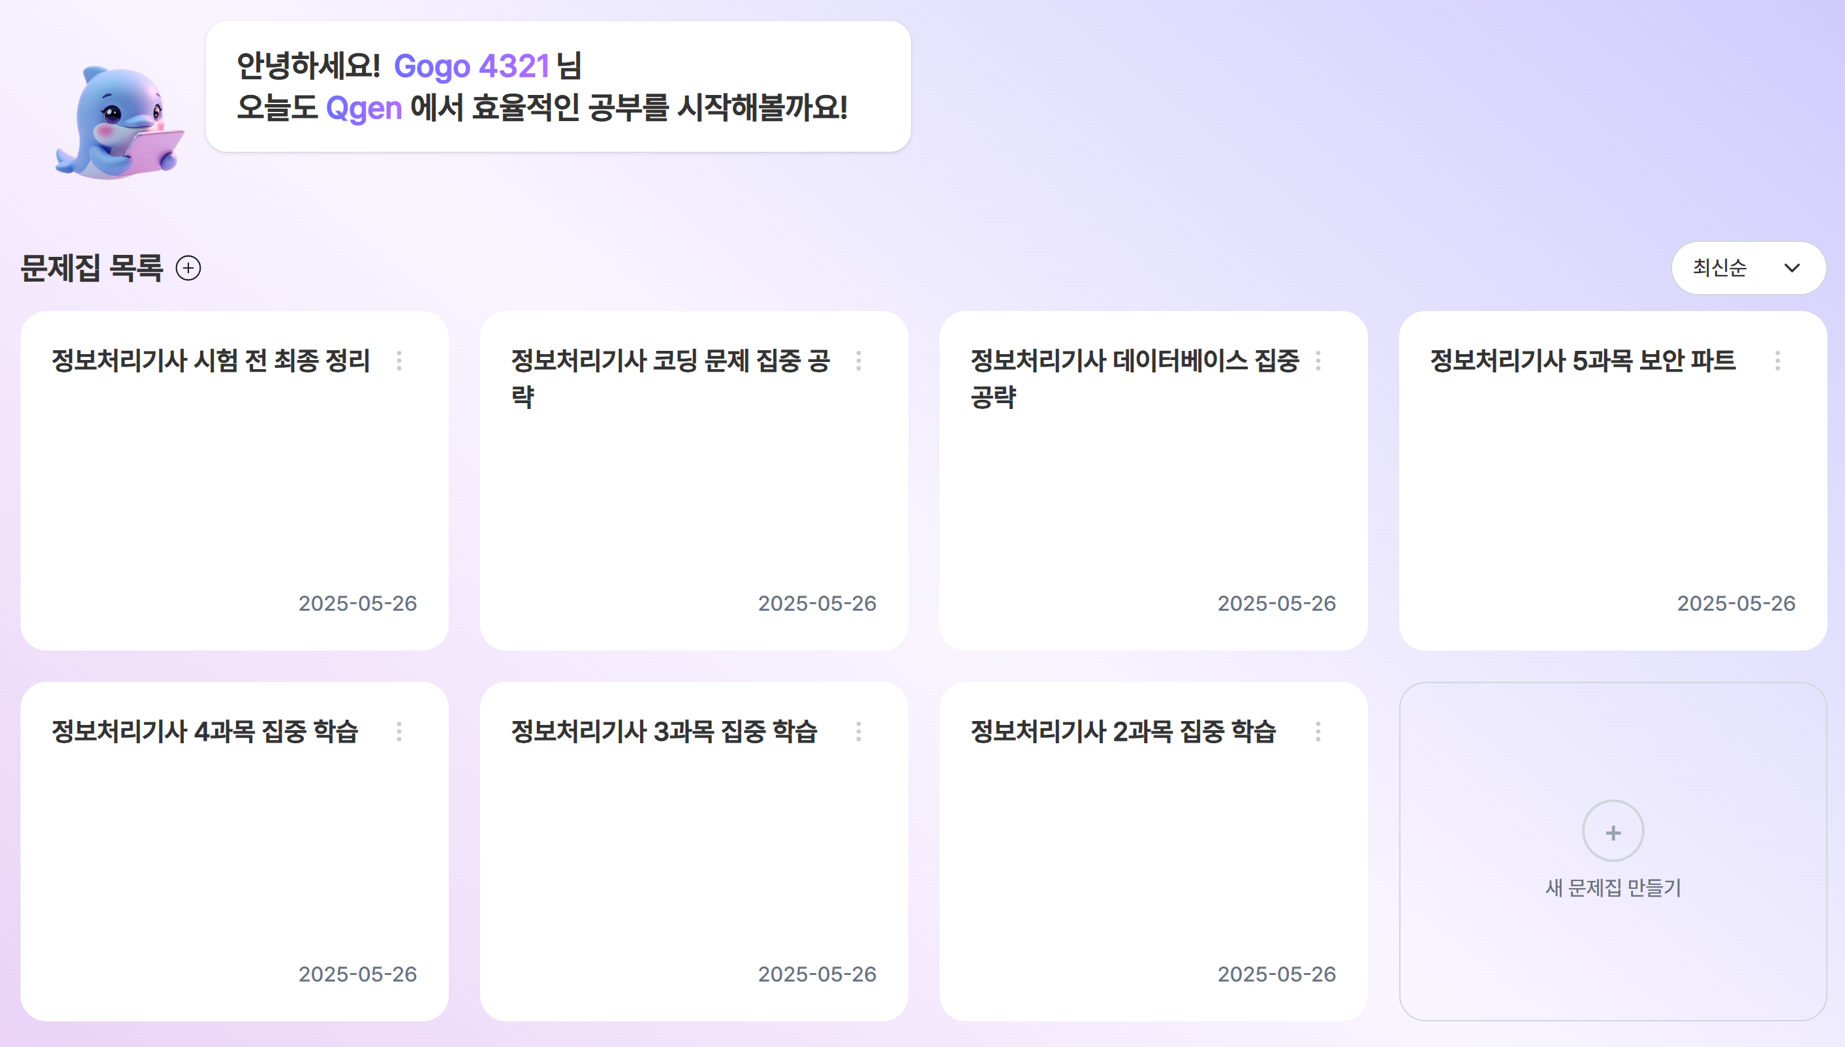 안녕하세요! Gogo 4321 님
오늘도 Qgen 에서 효율적인 공부를 시작해볼까요!
문제집 목록
최신순
정보처리기사 시험 전 최종 정리
2025-05-26
정보처리기사 코딩 문제 집중 공
략
2025-05-26
정보처리기사 데이터베이스 집중
공략
2025-05-26
정보처리기사 5과목 보안 파트
2025-05-26
정보처리기사 4과목 집중 학습
2025-05-26
정보처리기사 3과목 집중 학습
2025-05-26
정보처리기사 2과목 집중 학습
2025-05-26
새 문제집 만들기